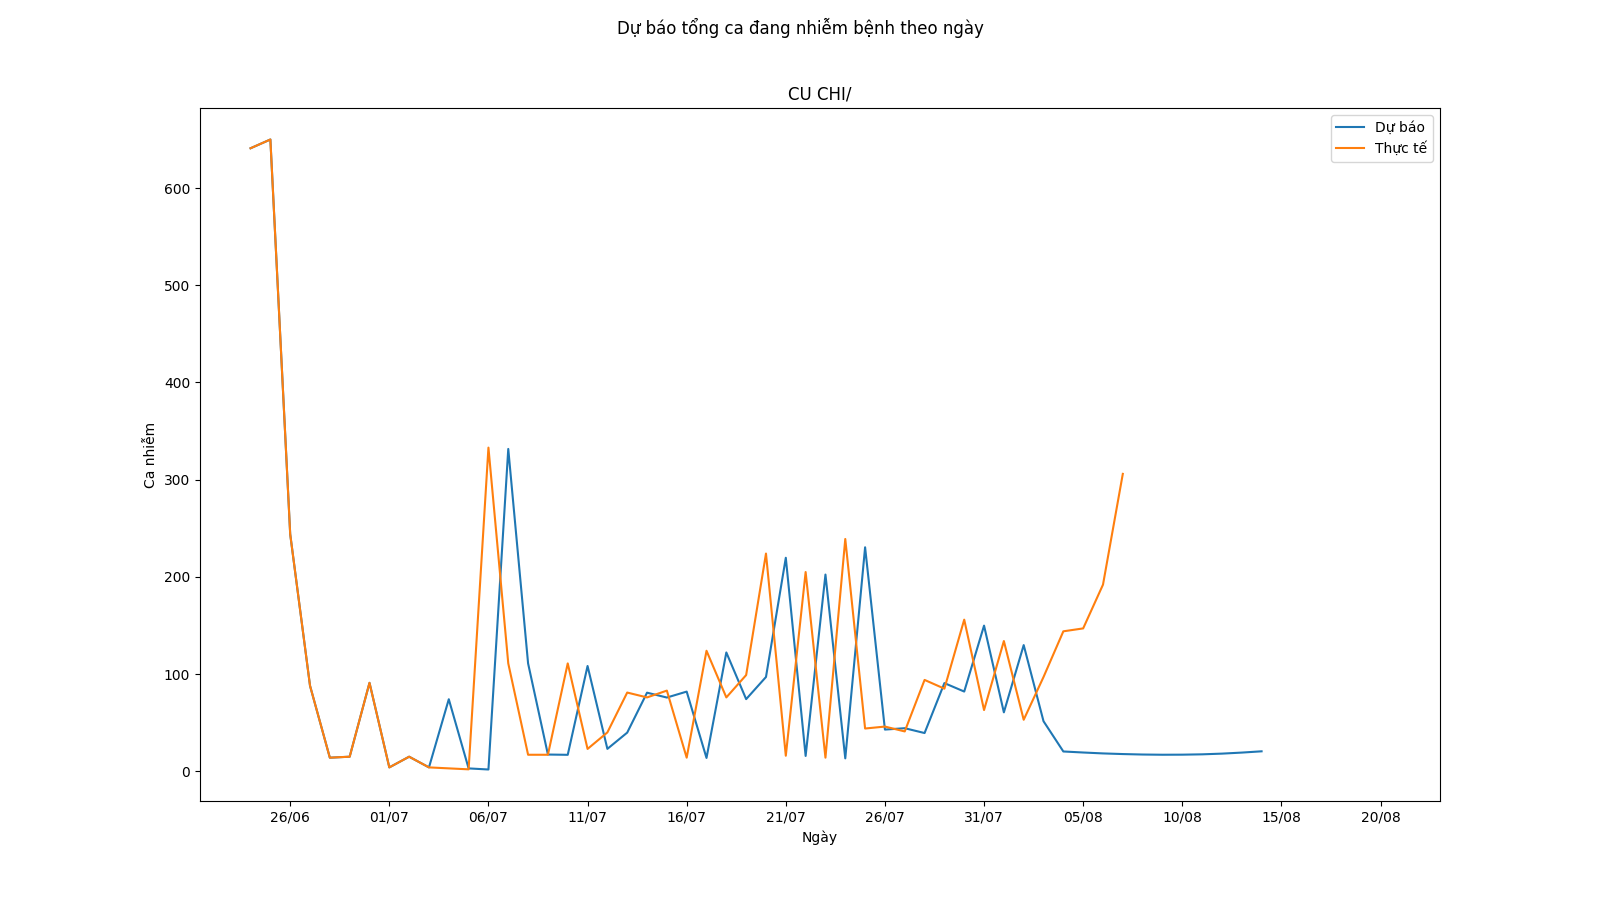 Dự báo tổng ca đang nhiễm bệnh theo ngày
CU CHI/
Dự báo
Thực tế
600
500
400
300
200
100
0
Ca nhiễm
26/06 01/07 06/07 11/07 16/07 21/07 26/07 31/07 05/08 10/08 15/08 20/08
Ngày